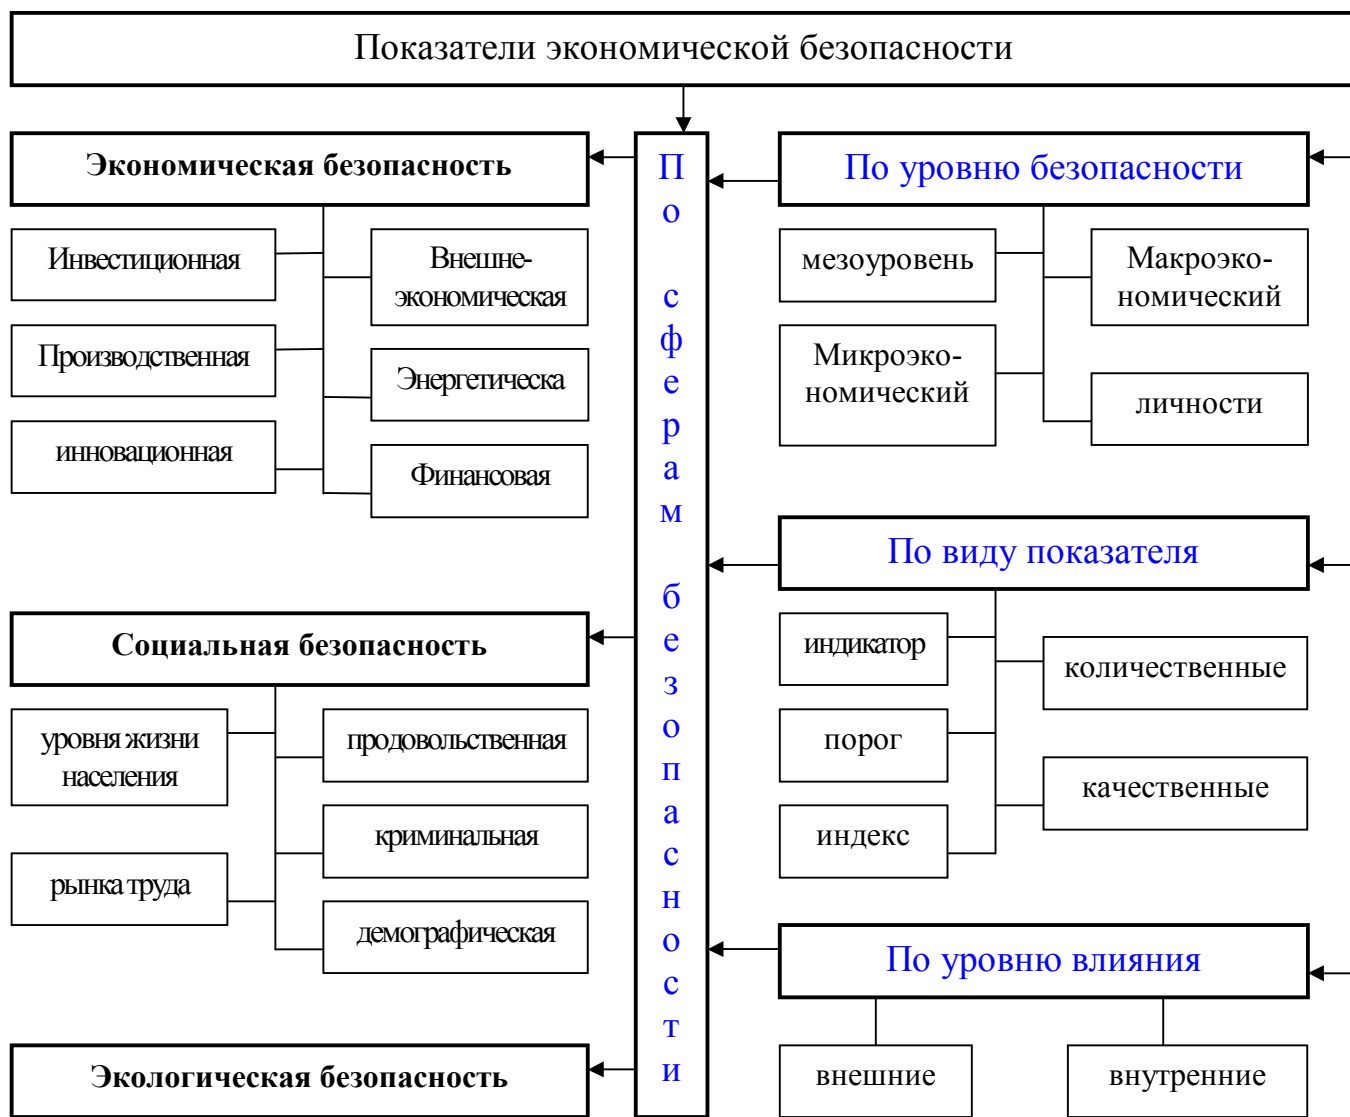 Показатели экономической безопасности
Экономическая безопасность
Инвестиционная
Внешне-
экономическая
Производственная
Энергетическа
инновационная
Финансовая
Социальная безопасность
уровня жизни
населения
продовольственная
криминальная
рынка труда
демографическая
Экологическая безопасность
По сферам безопасности
По уровню безопасности
мезоуровень
Макроэко-
номический
Микроэко-
номический
личности
По виду показателя
индикатор
количественные
порог
качественные
индекс
По уровню влияния
внешние
внутренние